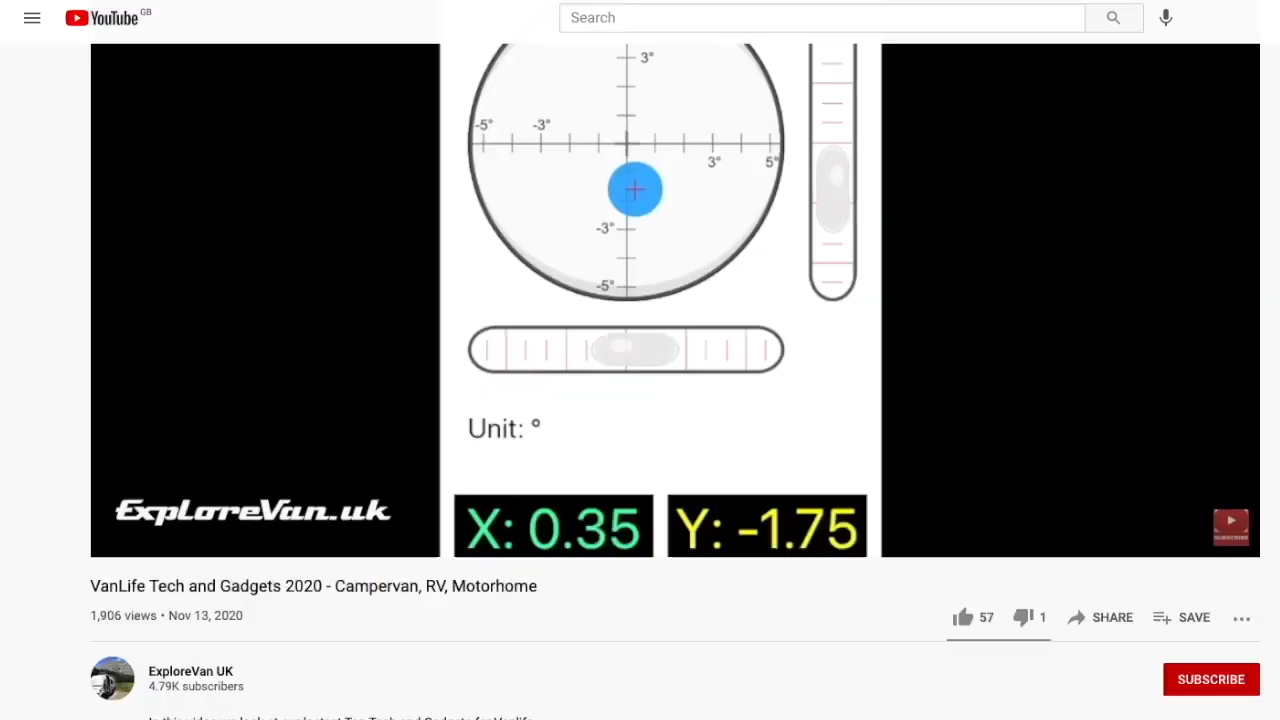 YouTube GB
Search
3°
-5° -3°
3° 5°
-3°
-5°
Unit: °
ExploreVan.uk
X: 0.35 Y: -1.75
SUBSCRIBE
VanLife Tech and Gadgets 2020 - Campervan, RV, Motorhome
1,906 views • Nov 13, 2020
57 1 SHARE SAVE
ExploreVan UK
4.79K subscribers
SUBSCRIBE